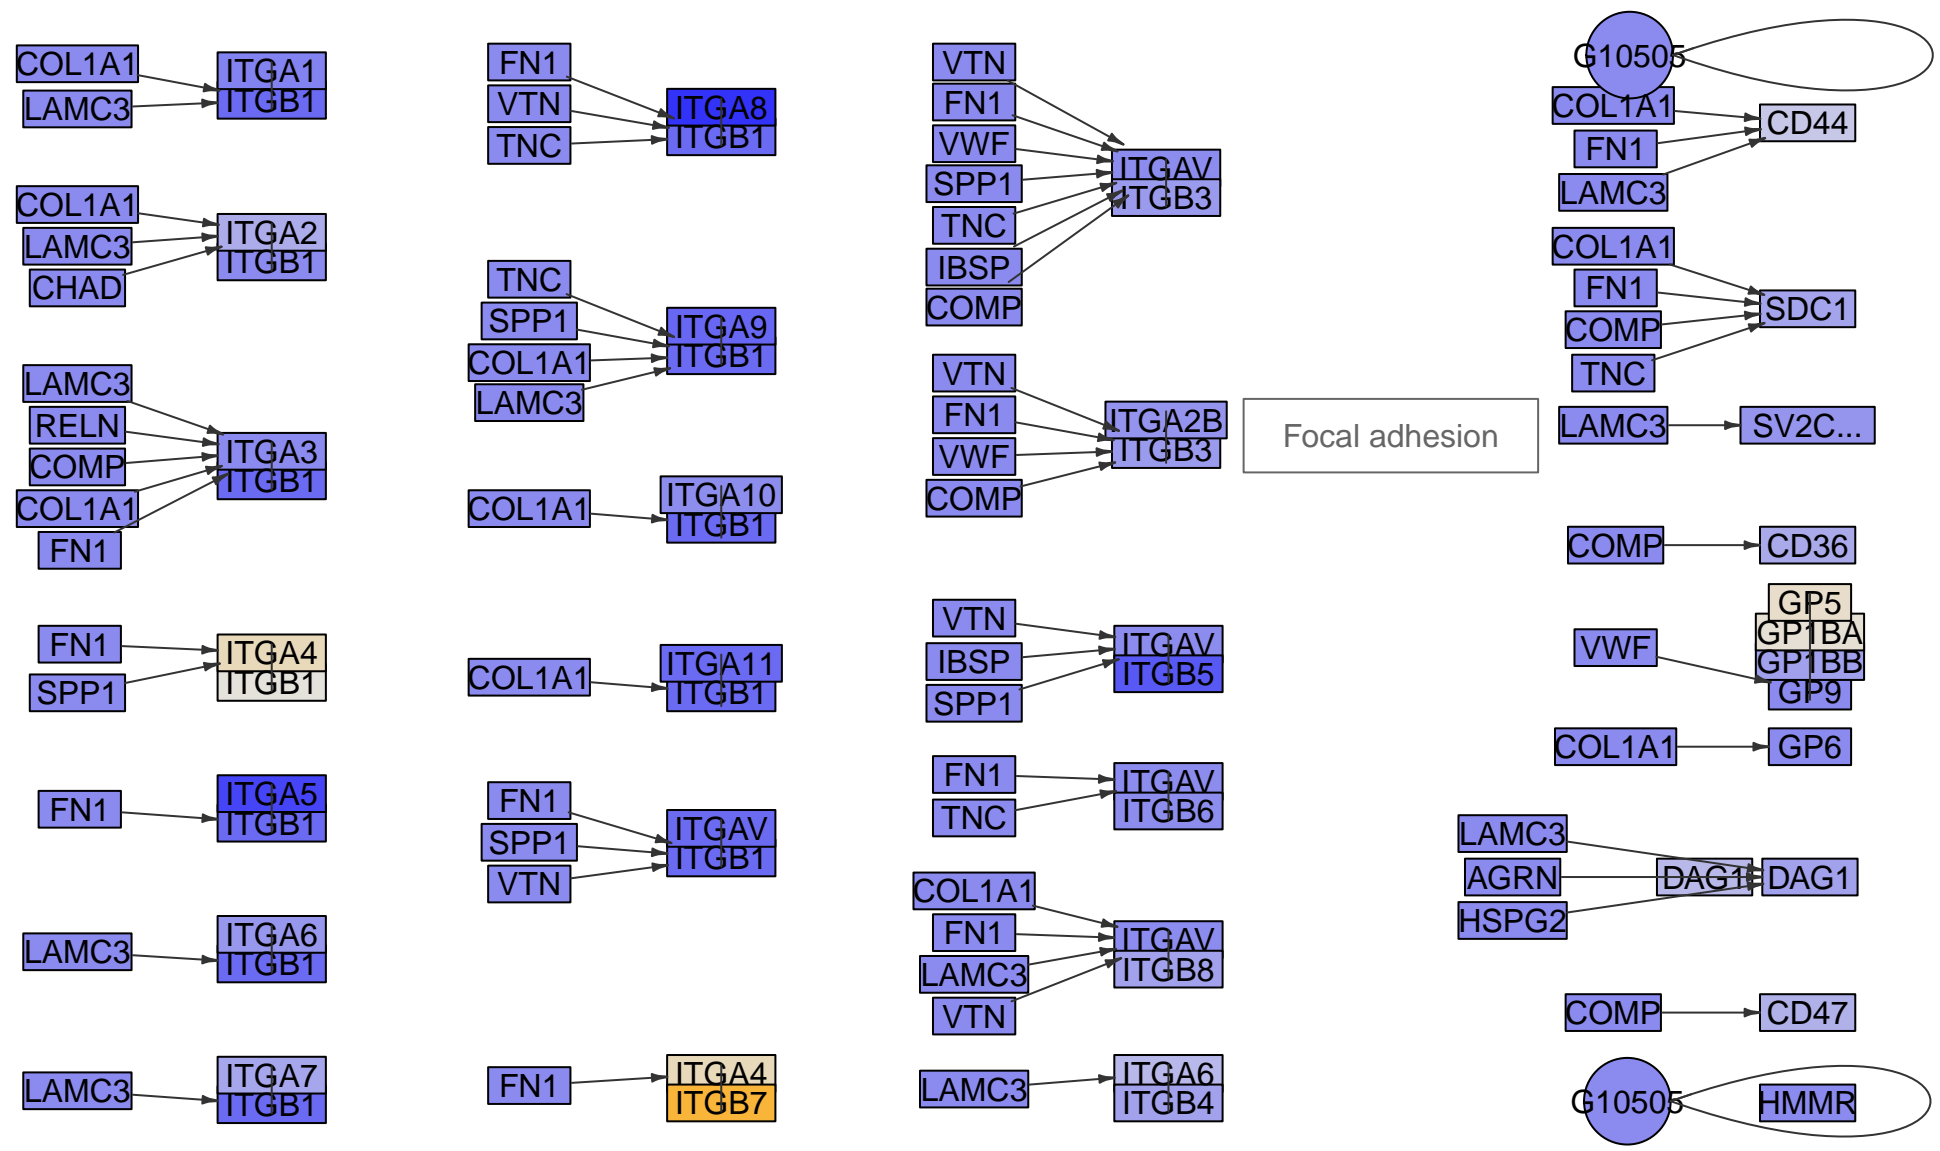 COL1A1
LAMC3
ITGA1
ITGB1
COL1A1
LAMC3
CHAD
ITGA2
ITGB1
LAMC3
RELN
COMP
COL1A1
FN1
ITGA3
ITGB1
FN1
SPP1
ITGA4
ITGB1
FN1
ITGA5
ITGB1
LAMC3
ITGA6
ITGB1
LAMC3
ITGA7
ITGB1
FN1
VTN
TNC
ITGA8
ITGB1
TNC
SPP1
COL1A1
LAMC3
ITGA9
ITGB1
COL1A1
ITGA10
ITGB1
COL1A1
ITGA11
ITGB1
FN1
SPP1
VTN
ITGAV
ITGB1
FN1
ITGA4
ITGB7
VTN
FN1
VWF
SPP1
TNC
IBSP
COMP
ITGAV
ITGB3
VTN
FN1
VWF
COMP
ITGA2B
ITGB3
Focal adhesion
VTN
IBSP
SPP1
ITGAV
ITGB5
FN1
TNC
ITGAV
ITGB6
COL1A1
FN1
LAMC3
VTN
ITGAV
ITGB8
LAMC3
ITGA6
ITGB4
G10505
COL1A1
FN1
LAMC3
CD44
COL1A1
FN1
COMP
TNC
SDC1
LAMC3
SV2C...
COMP
CD36
VWF
GP5
GP1BA
GP1BB
GP9
COL1A1
GP6
LAMC3
AGRN
HSPG2
DAG1
DAG1
COMP
CD47
G10505
HMMR